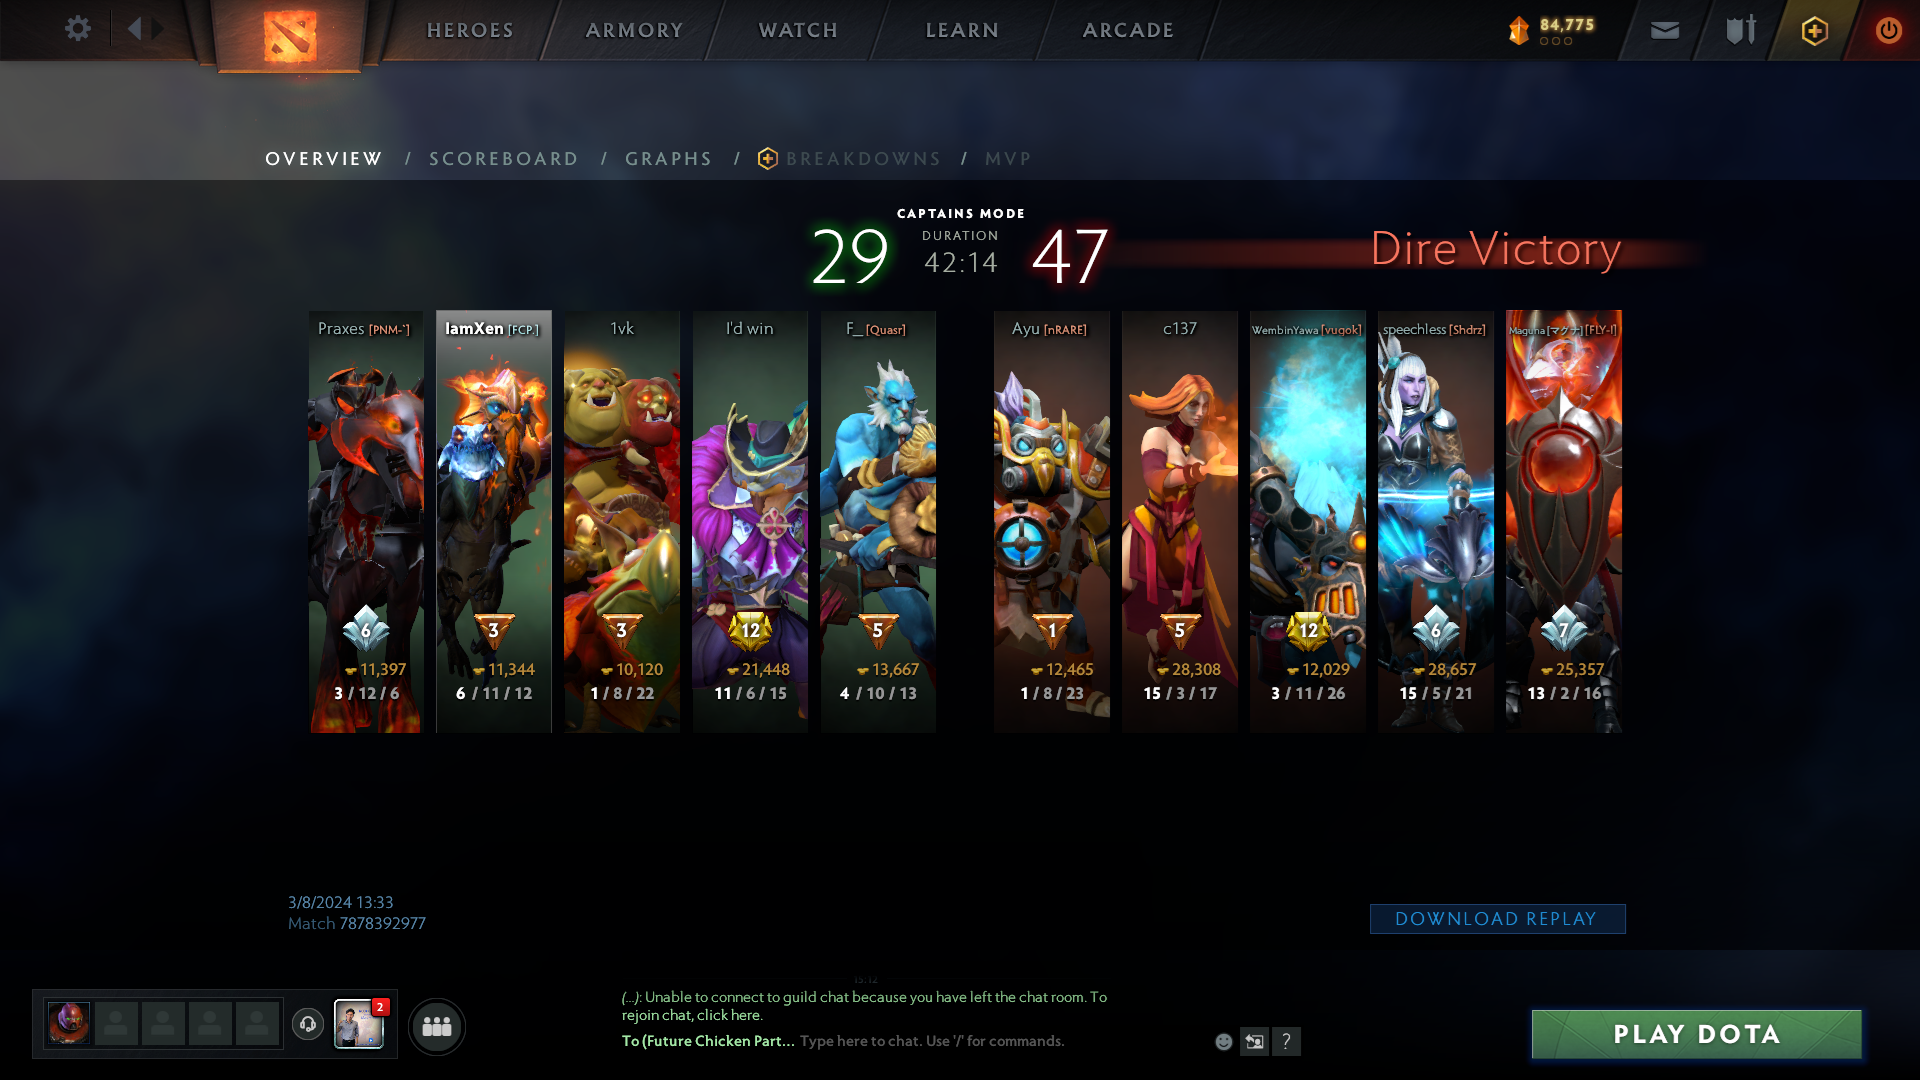 HEROES
ARMORY
WATCH
LEARN
ARCADE
84,775
OVERVIEW / SCOREBOARD / GRAPHS / BREAKDOWNS / MVP
CAPTAINS MODE
29 DURATION 47
42:14
Dire Victory
Praxes [PNM-`]
IamXen [FCP.]
1vk
I'd win
F_ [Quasr]
Ayu [nRARE]
c137
WembinYawa [vuqok]
speechless [Shdrz]
Maguna [マグナ] [FLY-!]
6 3 3 12 5 1 5 12 6 7
11,397 11,344 10,120 21,448 13,667 12,465 28,308 12,029 28,657 25,357
3 / 12 / 6 6 / 11 / 12 1 / 8 / 22 11 / 6 / 15 4 / 10 / 13 1 / 8 / 23 15 / 3 / 17 3 / 11 / 26 15 / 5 / 21 13 / 2 / 16
3/8/2024 13:33
Match 7878392977
DOWNLOAD REPLAY
2
(...): Unable to connect to guild chat because you have left the chat room. To
rejoin chat, click here.
To (Future Chicken Part... Type here to chat. Use '/' for commands.
?
PLAY DOTA